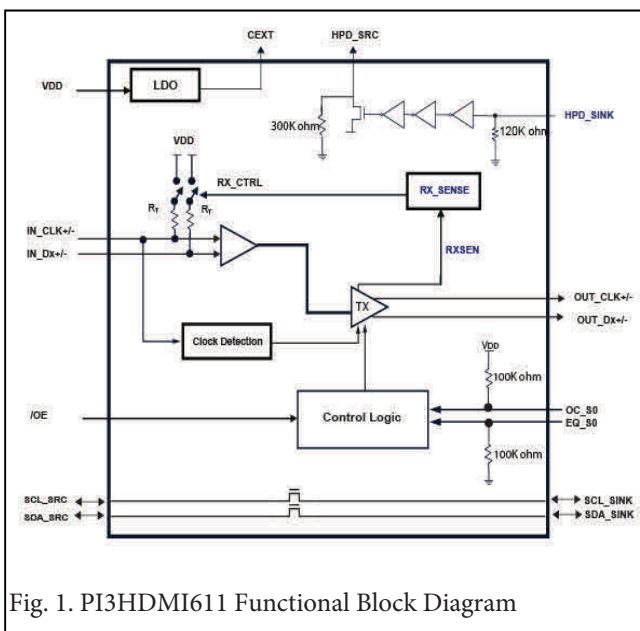 CEXT
HPD_SRC
VDD
LDO
300K ohm
120K ohm
HPD_SINK
VDD
RX_CTRL
RX_SENSE
RT
RT
IN_CLK+/-
IN_Dx+/-
RXSEN
TX
OUT_CLK+/-
OUT_Dx+/-
Clock Detection
VDD
100K ohm
/OE
Control Logic
OC_S0
EQ_S0
100K ohm
SCL_SRC
SCL_SINK
SDA_SRC
SDA_SINK
Fig. 1. PI3HDMI611 Functional Block Diagram